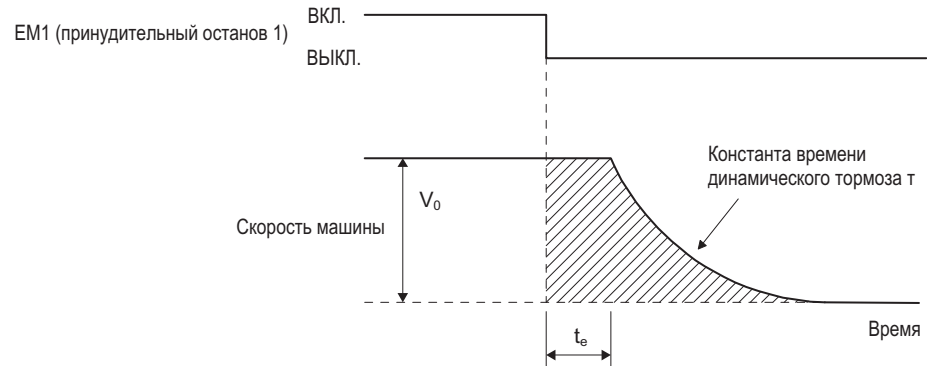 ВКЛ.
EM1 (принудительный останов 1)
ВЫКЛ.
Константа времени
динамического тормоза т
V₀
Скорость машины
Время
tₑ